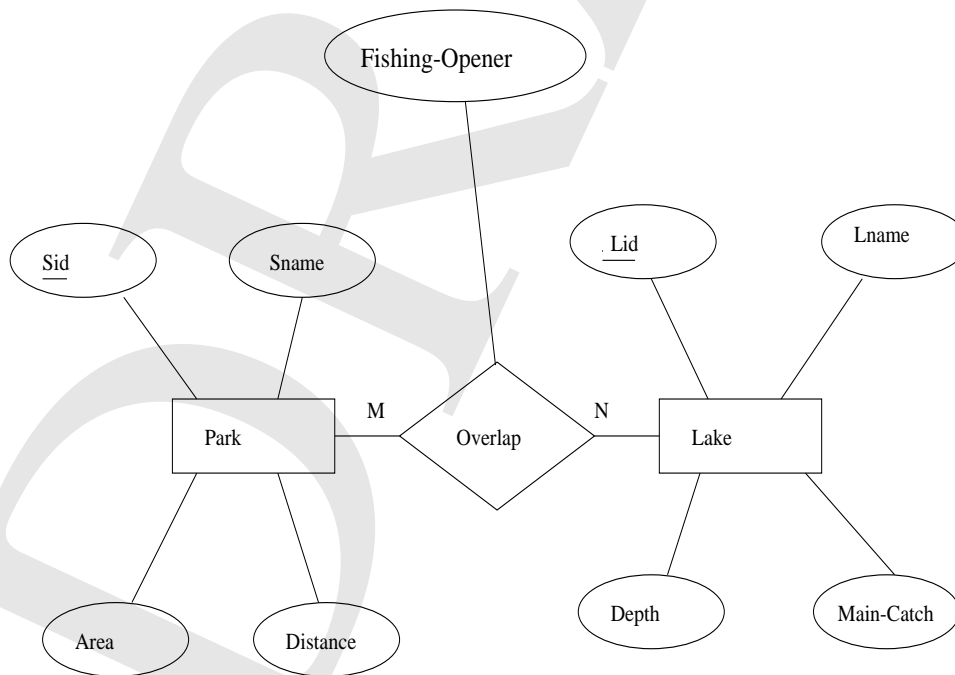 Fishing-Opener
Sid
Sname
Lid
Lname
M
N
Park
Overlap
Lake
Area
Distance
Depth
Main-Catch